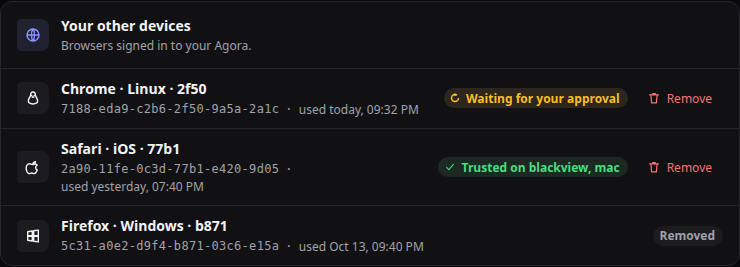 Your other devices
Browsers signed in to your Agora.
Chrome · Linux · 2f50
7188-eda9-c2b6-2f50-9a5a-2a1c · used today, 09:32 PM
Waiting for your approval
Remove
Safari · iOS · 77b1
2a90-11fe-0c3d-77b1-e420-9d05 ·
used yesterday, 07:40 PM
Trusted on blackview, mac
Remove
Firefox · Windows · b871
5c31-a0e2-d9f4-b871-03c6-e15a · used Oct 13, 09:40 PM
Removed